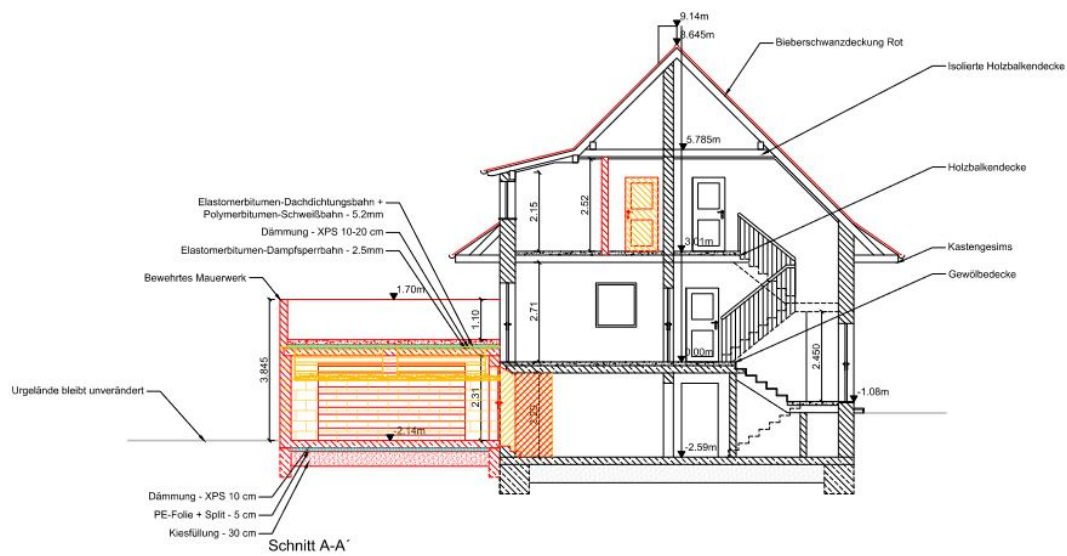 9.14m
8.645m
Bieberschwanzdeckung Rot
Isolierte Holzbalkendecke
5.785m
Holzbalkendecke
Elastomerbitumen-Dachdichtungsbahn +
Polymerbitumen-Schweißbahn - 5.2mm
2.15
2.52
Dämmung - XPS 10-20 cm
Elastomerbitumen-Dampfsperrbahn - 2.5mm
3.01m
Kastengesims
Bewehrtes Mauerwerk
Gewölbedecke
1.70m
1.10
2.71
0.00m
3.845
2.450
Urgelände bleibt unverändert
2.31
-1.08m
-2.14m
-2.59m
Dämmung - XPS 10 cm
PE-Folie + Split - 5 cm
Kiesfüllung - 30 cm
Schnitt A-A´